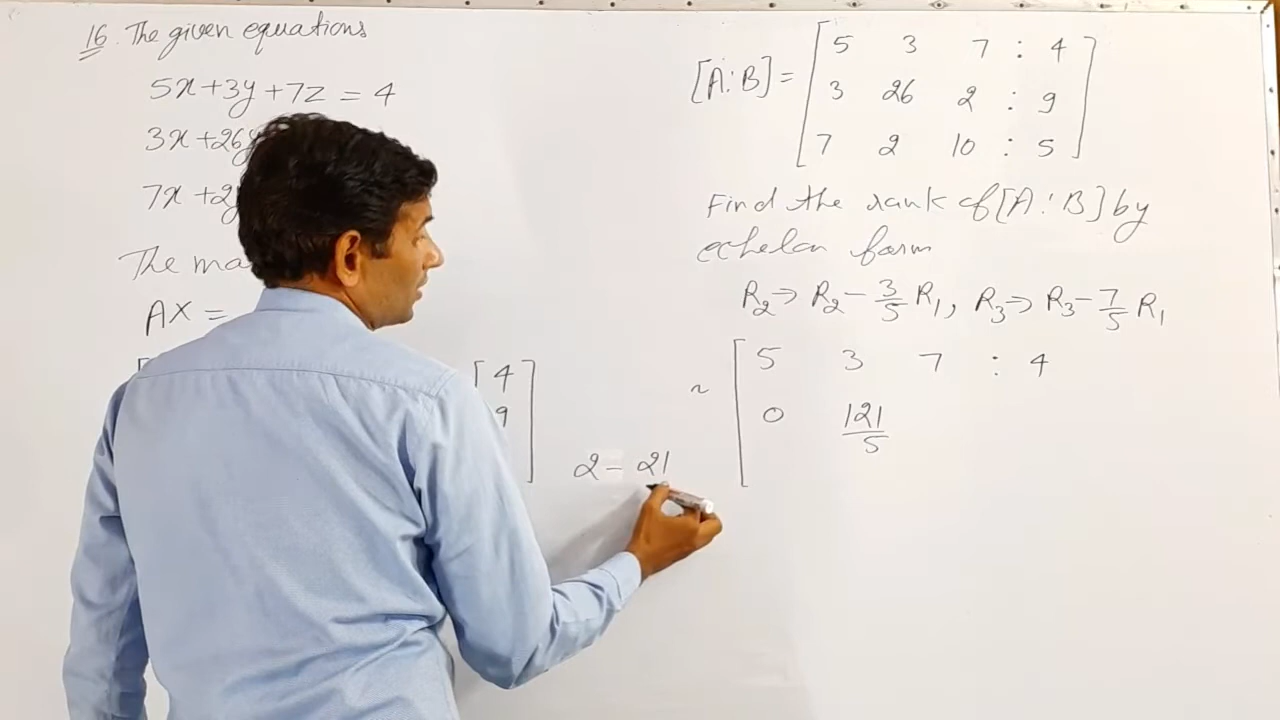 16. The given equations
5x+3y+7z = 4
3x+26
7x+2
The
AX =
[4
9
2 - 21
[A:B] = [5 3 7 : 4
3 26 2 : 9
7 2 10 : 5]
Find the rank of [A:B] by
echelan form
R₂→ R₂ - 3/5 R₁, R₃→ R₃ - 7/5 R₁
~ [5 3 7 : 4
0 121/5